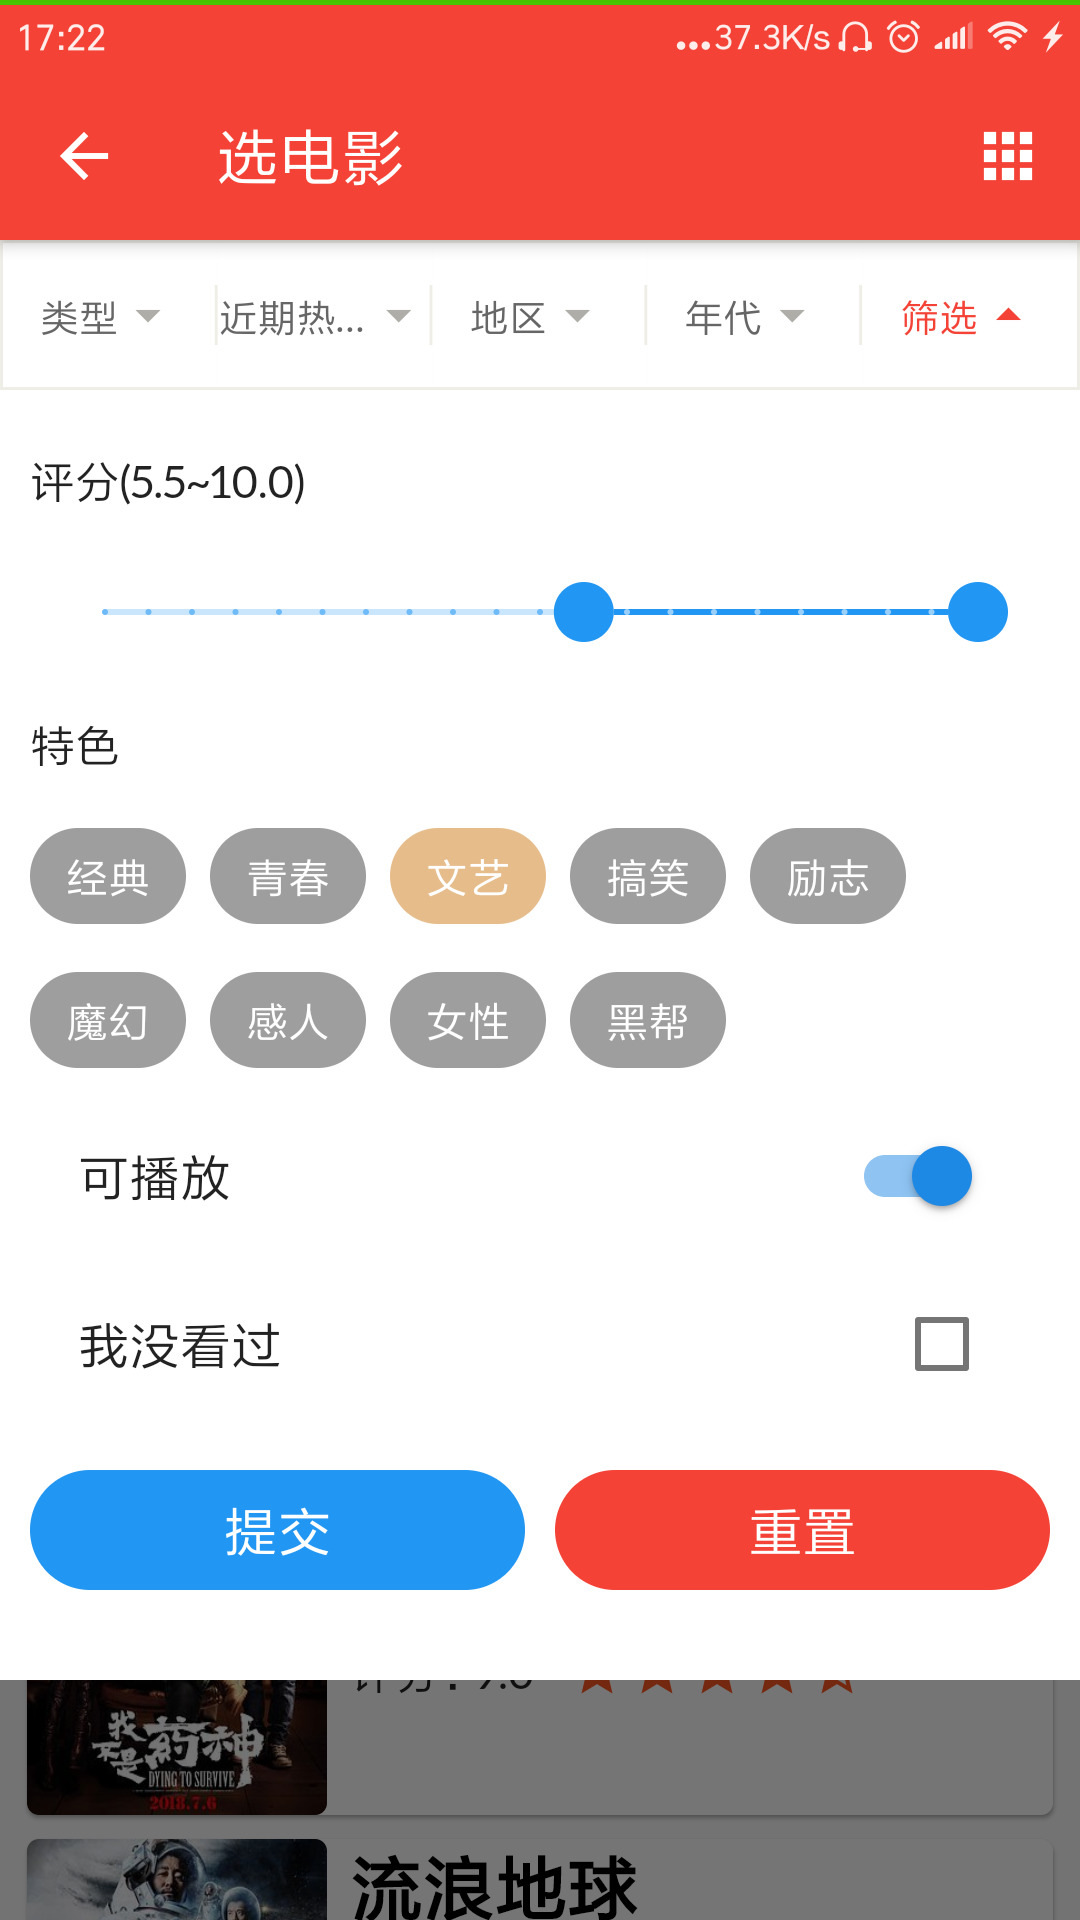 17:22
...37.3K/s
选电影
类型 近期热... 地区 年代 筛选
评分(5.5~10.0)
特色
经典 青春 文艺 搞笑 励志
魔幻 感人 女性 黑帮
可播放
我没看过
提交 重置
我不是药神
DYING TO SURVIVE
2018.7.6
流浪地球